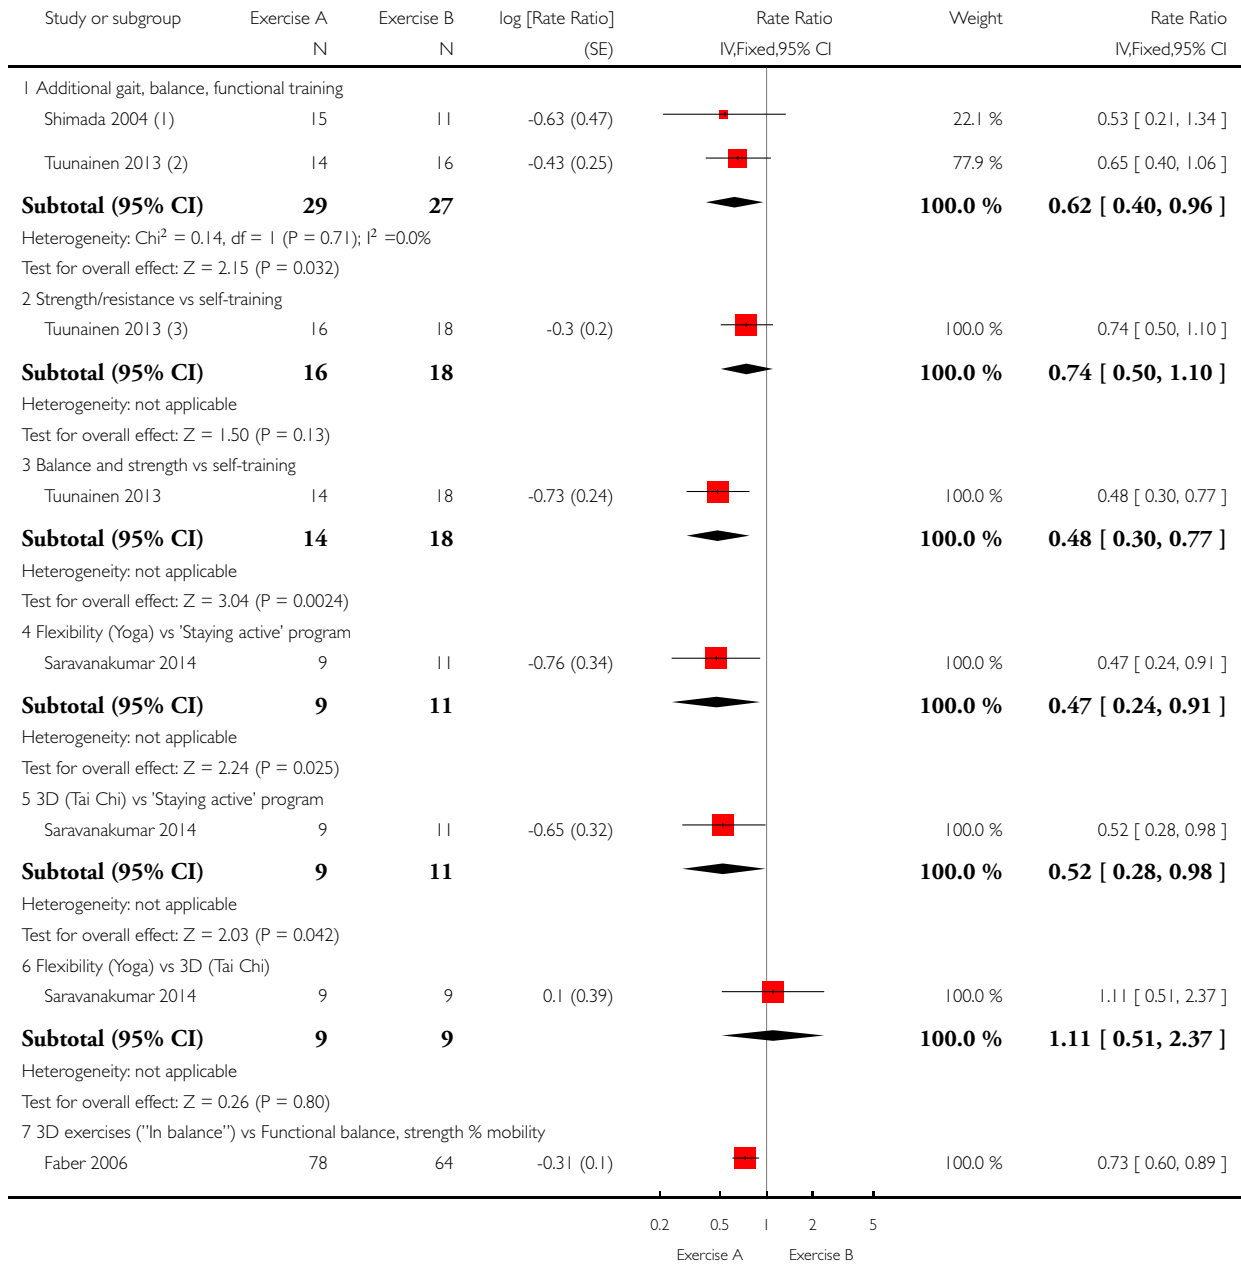 Study or subgroup Exercise A Exercise B log [Rate Ratio] Rate Ratio Weight Rate Ratio
N N (SE) IV,Fixed,95% CI IV,Fixed,95% CI
1 Additional gait, balance, functional training
Shimada 2004 (1) 15 11 -0.63 (0.47) 22.1 % 0.53 [ 0.21, 1.34 ]
Tuunainen 2013 (2) 14 16 -0.43 (0.25) 77.9 % 0.65 [ 0.40, 1.06 ]
Subtotal (95% CI) 29 27 100.0 % 0.62 [ 0.40, 0.96 ]
Heterogeneity: Chi² = 0.14, df = 1 (P = 0.71); I² =0.0%
Test for overall effect: Z = 2.15 (P = 0.032)
2 Strength/resistance vs self-training
Tuunainen 2013 (3) 16 18 -0.3 (0.2) 100.0 % 0.74 [ 0.50, 1.10 ]
Subtotal (95% CI) 16 18 100.0 % 0.74 [ 0.50, 1.10 ]
Heterogeneity: not applicable
Test for overall effect: Z = 1.50 (P = 0.13)
3 Balance and strength vs self-training
Tuunainen 2013 14 18 -0.73 (0.24) 100.0 % 0.48 [ 0.30, 0.77 ]
Subtotal (95% CI) 14 18 100.0 % 0.48 [ 0.30, 0.77 ]
Heterogeneity: not applicable
Test for overall effect: Z = 3.04 (P = 0.0024)
4 Flexibility (Yoga) vs 'Staying active' program
Saravanakumar 2014 9 11 -0.76 (0.34) 100.0 % 0.47 [ 0.24, 0.91 ]
Subtotal (95% CI) 9 11 100.0 % 0.47 [ 0.24, 0.91 ]
Heterogeneity: not applicable
Test for overall effect: Z = 2.24 (P = 0.025)
5 3D (Tai Chi) vs 'Staying active' program
Saravanakumar 2014 9 11 -0.65 (0.32) 100.0 % 0.52 [ 0.28, 0.98 ]
Subtotal (95% CI) 9 11 100.0 % 0.52 [ 0.28, 0.98 ]
Heterogeneity: not applicable
Test for overall effect: Z = 2.03 (P = 0.042)
6 Flexibility (Yoga) vs 3D (Tai Chi)
Saravanakumar 2014 9 9 0.1 (0.39) 100.0 % 1.11 [ 0.51, 2.37 ]
Subtotal (95% CI) 9 9 100.0 % 1.11 [ 0.51, 2.37 ]
Heterogeneity: not applicable
Test for overall effect: Z = 0.26 (P = 0.80)
7 3D exercises (''In balance'') vs Functional balance, strength % mobility
Faber 2006 78 64 -0.31 (0.1) 100.0 % 0.73 [ 0.60, 0.89 ]
0.2 0.5 1 2 5
Exercise A Exercise B